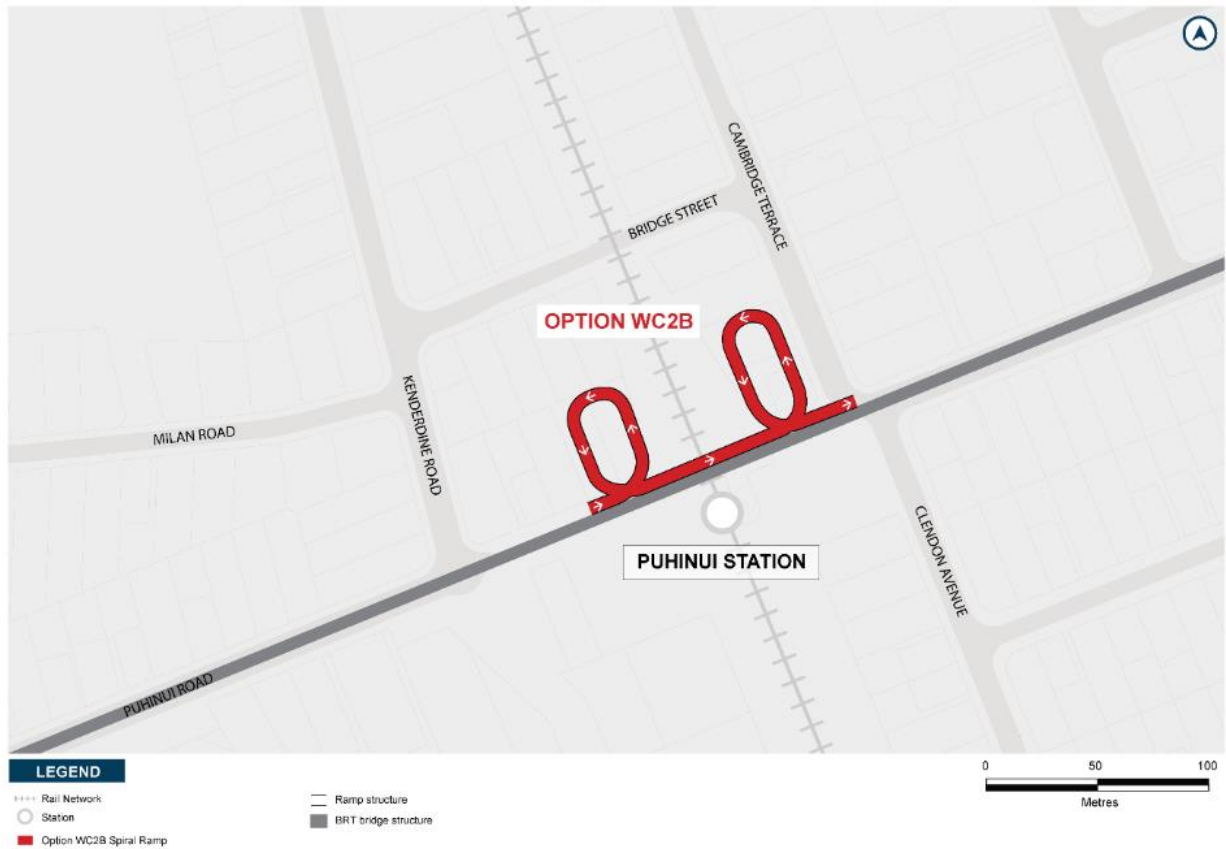 CAMBRIDGE TERRACE
BRIDGE STREET
OPTION WC2B
KENDERDINE ROAD
MILAN ROAD
CLENDON AVENUE
PUHINUI STATION
PUHINUI ROAD
LEGEND
Rail Network
Station
Option WC2B Spiral Ramp
Ramp structure
BRT bridge structure
0 50 100
Metres